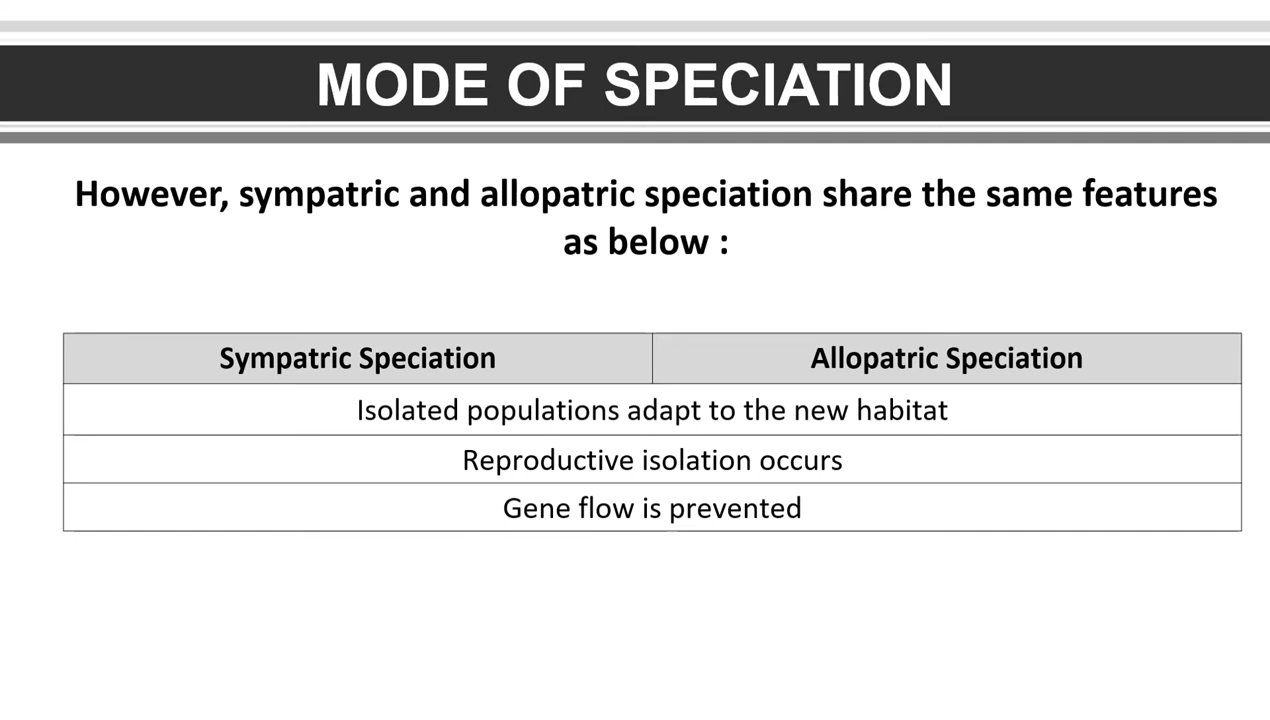 MODE OF SPECIATION
However, sympatric and allopatric speciation share the same features
as below :
Sympatric Speciation
Allopatric Speciation
Isolated populations adapt to the new habitat
Reproductive isolation occurs
Gene flow is prevented